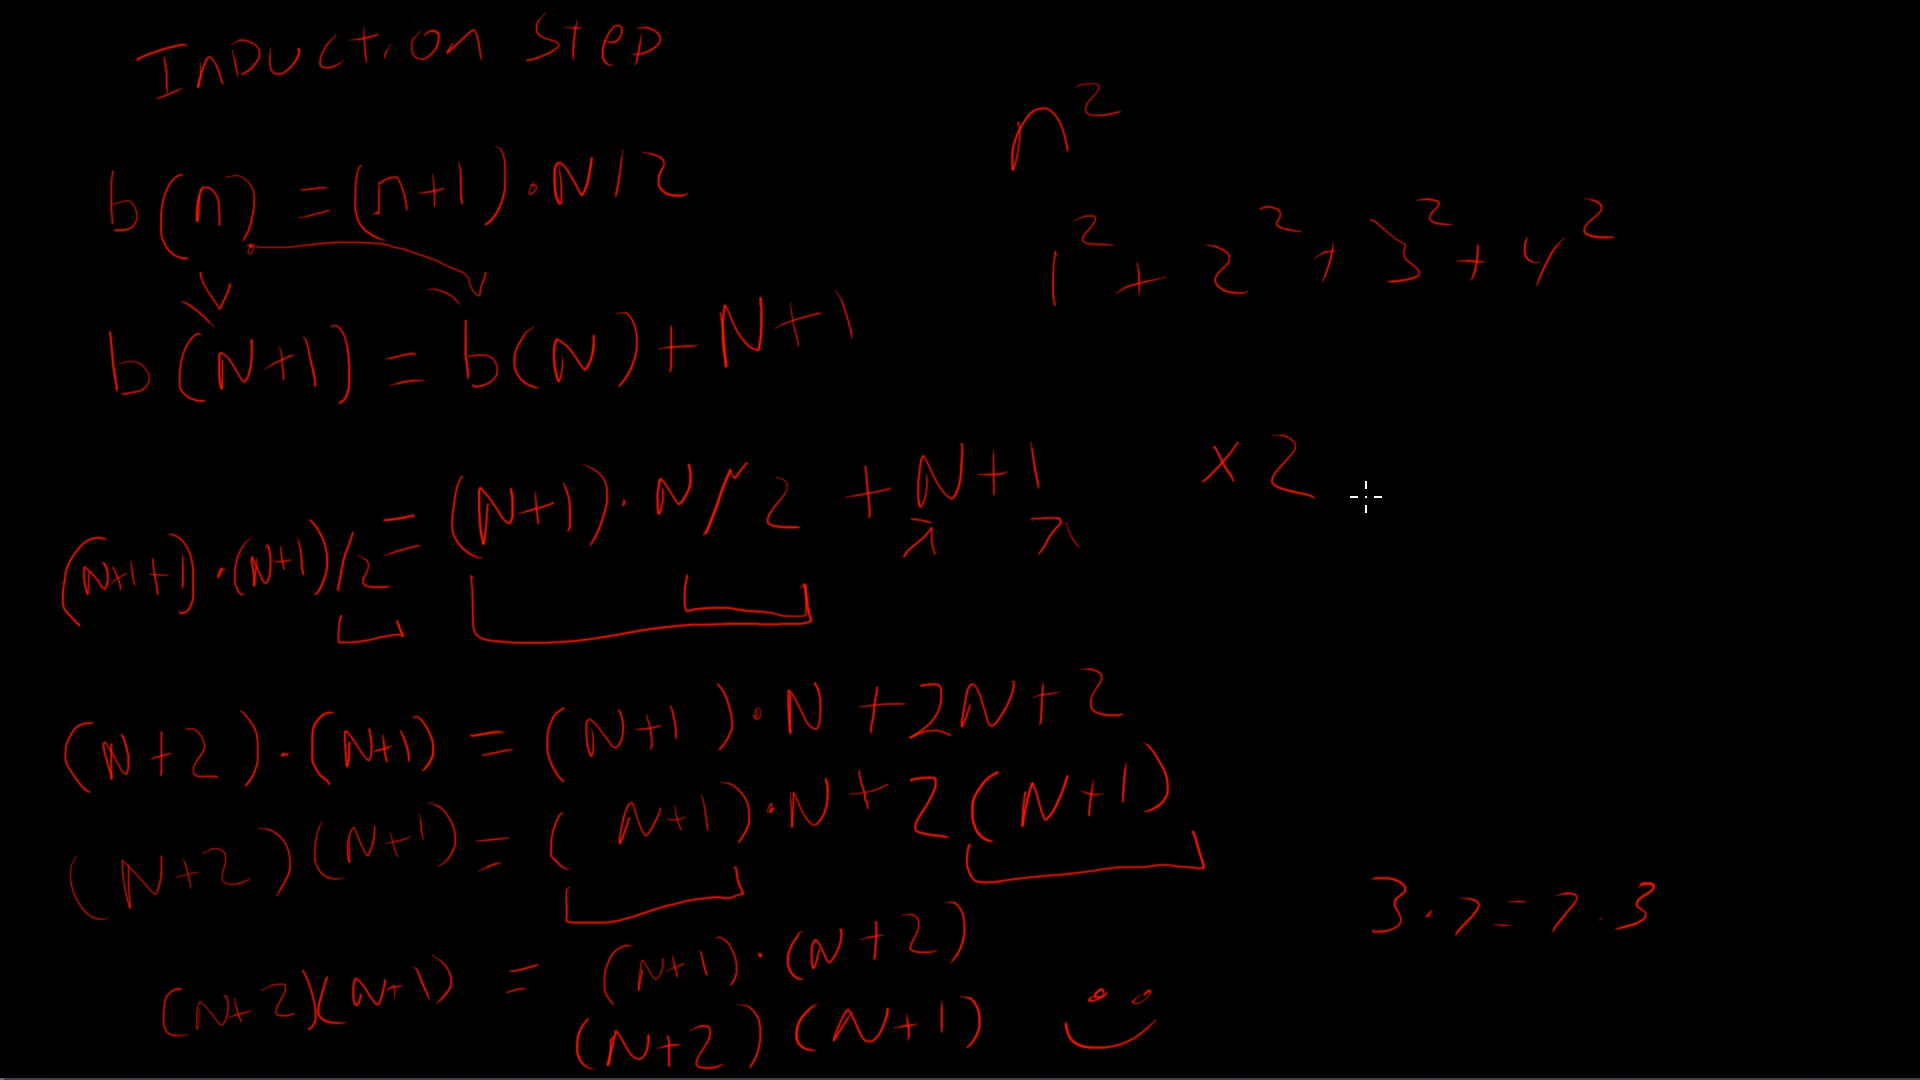 Induction Step
n²
b(n) = (n+1)·N/2
1² + 2² + 3² + 4²
b(N+1) = b(N) + N+1
(N+1+1)·(N+1)/2 = (N+1)·N/2 + N+1
×2
(N+2)·(N+1) = (N+1)·N + 2N+2
(N+2)(N+1) = (N+1)·N + 2(N+1)
3·7=7·3
(N+2)(N+1) = (N+1)·(N+2)
(N+2)(N+1)